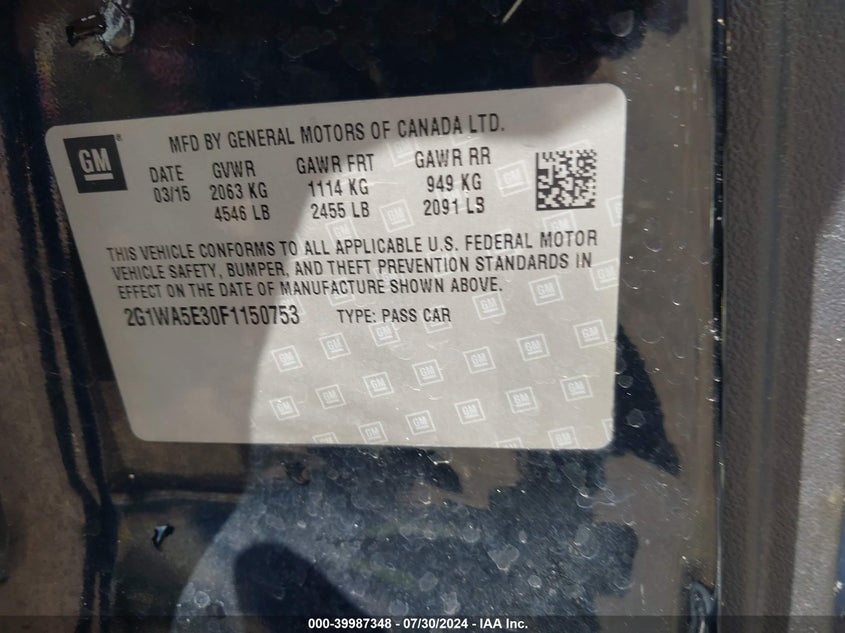 GM ®
MFD BY GENERAL MOTORS OF CANADA LTD.
DATE GVWR GAWR FRT GAWR RR
03/15 2063 KG 1114 KG 949 KG
4546 LB 2455 LB 2091 LB
THIS VEHICLE CONFORMS TO ALL APPLICABLE U.S. FEDERAL MOTOR
VEHICLE SAFETY, BUMPER, AND THEFT PREVENTION STANDARDS IN
EFFECT ON THE DATE OF MANUFACTURE SHOWN ABOVE.
2G1WA5E30F1150753 TYPE: PASS CAR
000-39987348 - 07/30/2024 - IAA Inc.